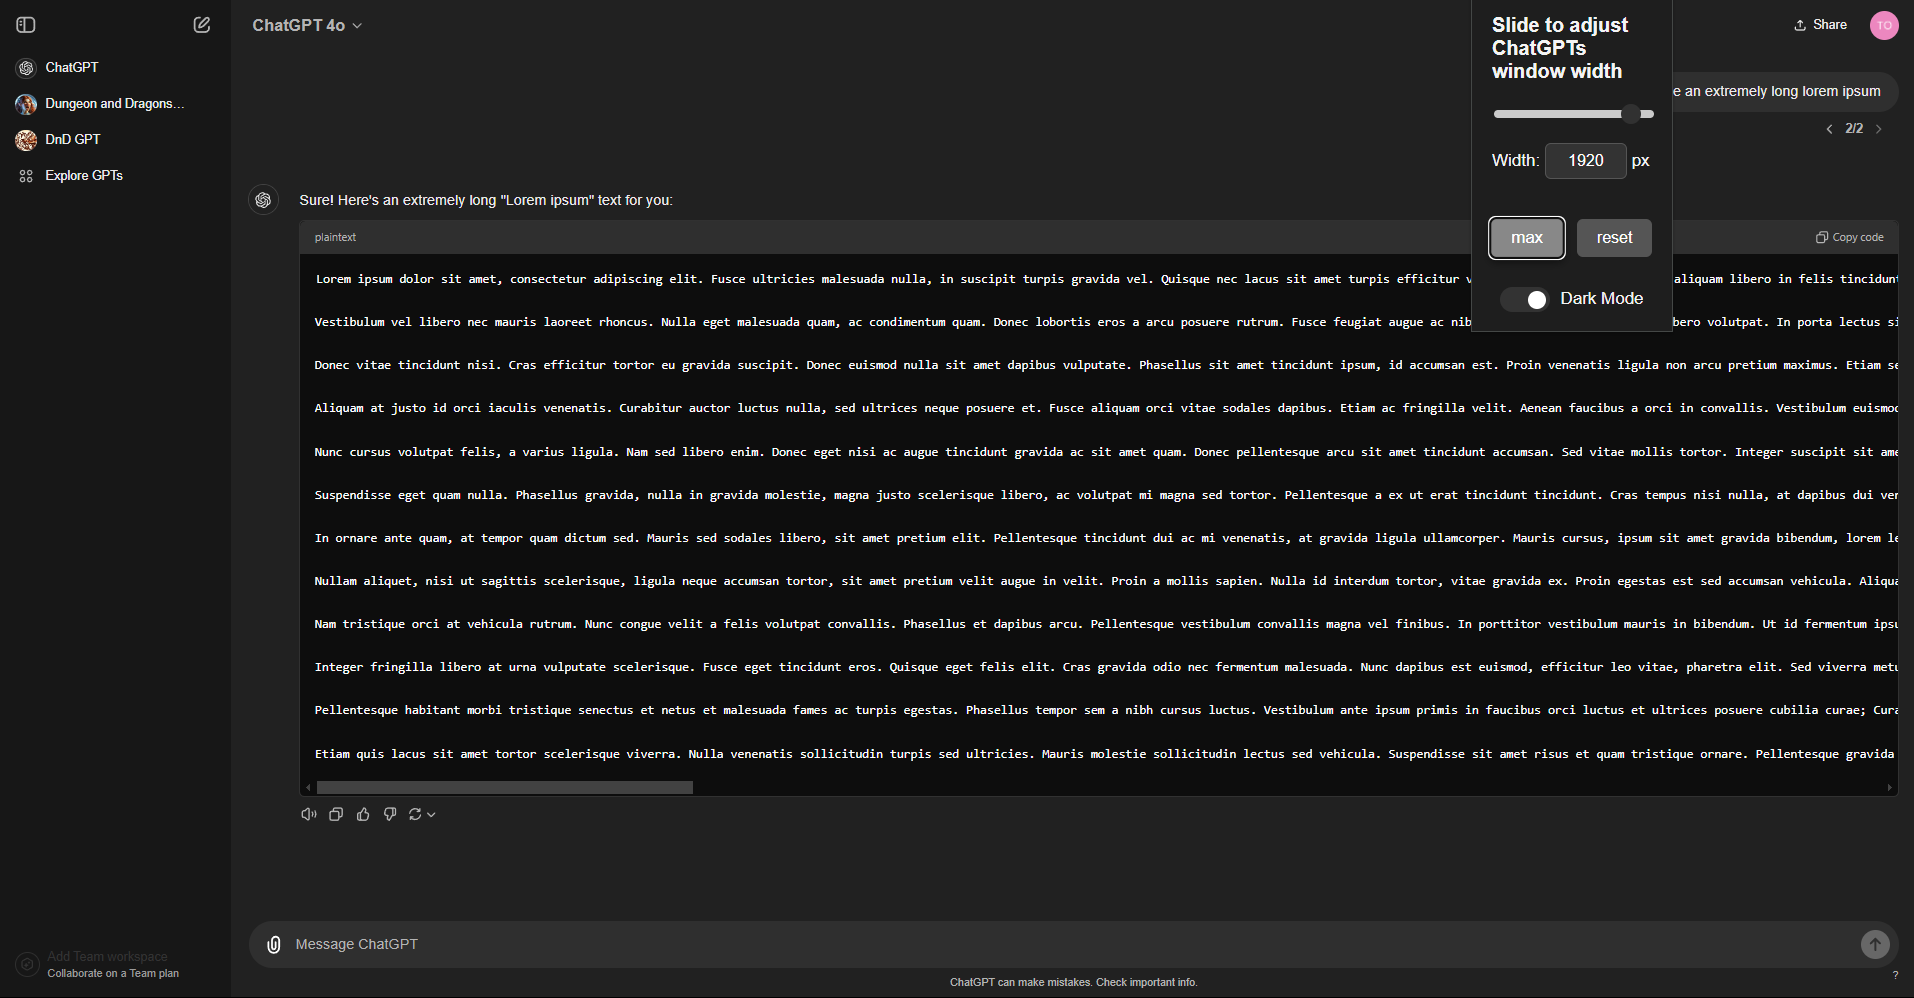 ChatGPT
Dungeon and Dragons...
DnD GPT
Explore GPTs
Add Team workspace
Collaborate on a Team plan
ChatGPT 4o
Share
TO
Slide to adjust
ChatGPTs
window width
Width: 1920 px
max reset
Dark Mode
e an extremely long lorem ipsum
2/2
Sure! Here's an extremely long "Lorem ipsum" text for you:
plaintext
Copy code
Lorem ipsum dolor sit amet, consectetur adipiscing elit. Fusce ultricies malesuada nulla, in suscipit turpis gravida vel. Quisque nec lacus sit amet turpis efficitur v aliquam libero in felis tincidunt
Vestibulum vel libero nec mauris laoreet rhoncus. Nulla eget malesuada quam, ac condimentum quam. Donec lobortis eros a arcu posuere rutrum. Fusce feugiat augue ac nib bero volutpat. In porta lectus si
Donec vitae tincidunt nisi. Cras efficitur tortor eu gravida suscipit. Donec euismod nulla sit amet dapibus vulputate. Phasellus sit amet tincidunt ipsum, id accumsan est. Proin venenatis ligula non arcu pretium maximus. Etiam se
Aliquam at justo id orci iaculis venenatis. Curabitur auctor luctus nulla, sed ultrices neque posuere et. Fusce aliquam orci vitae sodales dapibus. Etiam ac fringilla velit. Aenean faucibus a orci in convallis. Vestibulum euismod
Nunc cursus volutpat felis, a varius ligula. Nam sed libero enim. Donec eget nisi ac augue tincidunt gravida ac sit amet quam. Donec pellentesque arcu sit amet tincidunt accumsan. Sed vitae mollis tortor. Integer suscipit sit ame
Suspendisse eget quam nulla. Phasellus gravida, nulla in gravida molestie, magna justo scelerisque libero, ac volutpat mi magna sed tortor. Pellentesque a ex ut erat tincidunt tincidunt. Cras tempus nisi nulla, at dapibus dui ven
In ornare ante quam, at tempor quam dictum sed. Mauris sed sodales libero, sit amet pretium elit. Pellentesque tincidunt dui ac mi venenatis, at gravida ligula ullamcorper. Mauris cursus, ipsum sit amet gravida bibendum, lorem le
Nullam aliquet, nisi ut sagittis scelerisque, ligula neque accumsan tortor, sit amet pretium velit augue in velit. Proin a mollis sapien. Nulla id interdum tortor, vitae gravida ex. Proin egestas est sed accumsan vehicula. Aliqua
Nam tristique orci at vehicula rutrum. Nunc congue velit a felis volutpat convallis. Phasellus et dapibus arcu. Pellentesque vestibulum convallis magna vel finibus. In porttitor vestibulum mauris in bibendum. Ut id fermentum ipsu
Integer fringilla libero at urna vulputate scelerisque. Fusce eget tincidunt eros. Quisque eget felis elit. Cras gravida odio nec fermentum malesuada. Nunc dapibus est euismod, efficitur leo vitae, pharetra elit. Sed viverra metu
Pellentesque habitant morbi tristique senectus et netus et malesuada fames ac turpis egestas. Phasellus tempor sem a nibh cursus luctus. Vestibulum ante ipsum primis in faucibus orci luctus et ultrices posuere cubilia curae; Cura
Etiam quis lacus sit amet tortor scelerisque viverra. Nulla venenatis sollicitudin turpis sed ultricies. Mauris molestie sollicitudin lectus sed vehicula. Suspendisse sit amet risus et quam tristique ornare. Pellentesque gravida
Message ChatGPT
ChatGPT can make mistakes. Check important info.
?